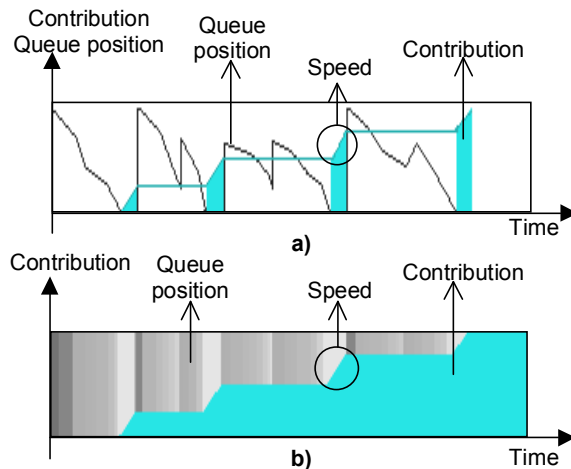 Contribution
Queue position
Queue
position
Speed
Contribution
Time
a)
Contribution
Queue
position
Speed
Contribution
Time
b)